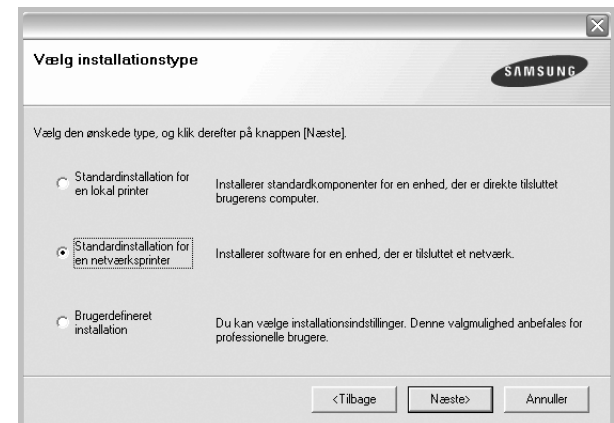 Vælg installationstype
SAMSUNG
Vælg den ønskede type, og klik derefter på knappen [Næste].
Standardinstallation for
en lokal printer
Installerer standardkomponenter for en enhed, der er direkte tilsluttet
brugerens computer.
Standardinstallation for
en netværksprinter
Installerer software for en enhed, der er tilsluttet et netværk.
Brugerdefineret
installation
Du kan vælge installationsindstillinger. Denne valgmulighed anbefales for
professionelle brugere.
<Tilbage
Næste>
Annuller